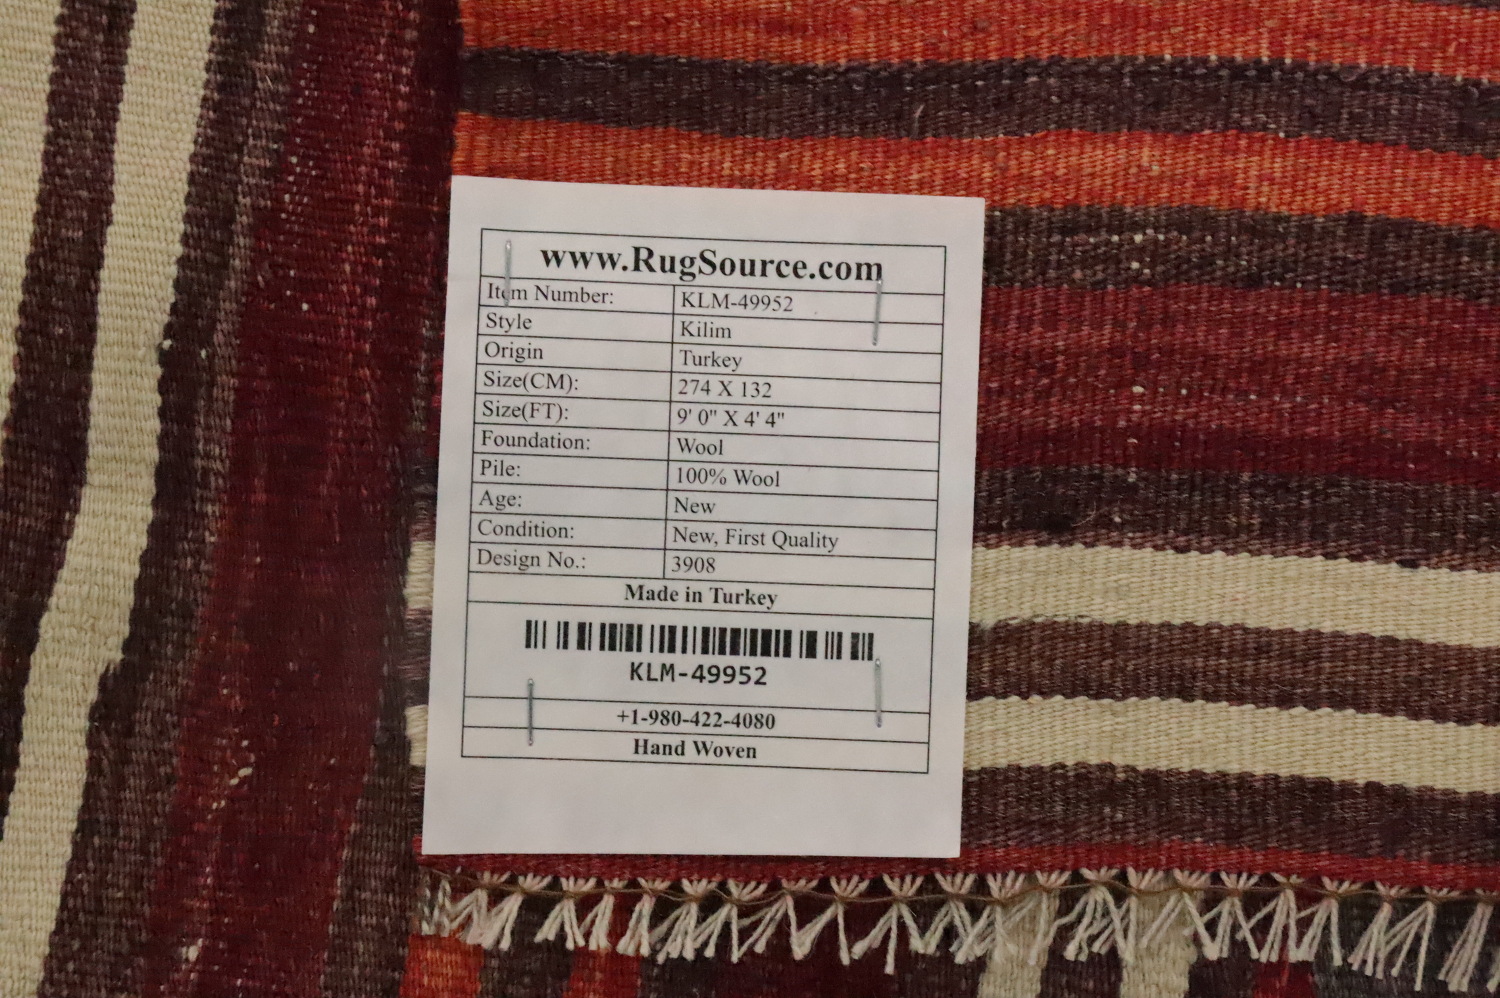 www.RugSource.com
Item Number: KLM-49952
Style Kilim
Origin Turkey
Size(CM): 274 X 132
Size(FT): 9' 0" X 4' 4"
Foundation: Wool
Pile: 100% Wool
Age: New
Condition: New, First Quality
Design No.: 3908
Made in Turkey
KLM-49952
+1-980-422-4080
Hand Woven